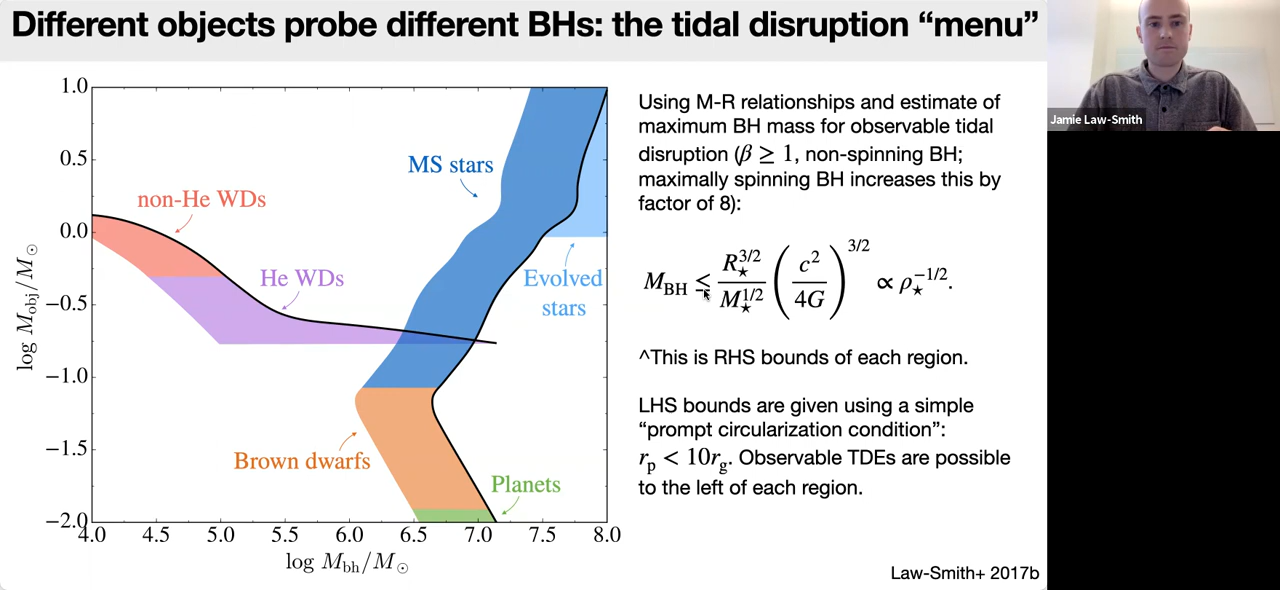 Different objects probe different BHs: the tidal disruption “menu”
Jamie Law-Smith
1.0
0.5
0.0
−0.5
−1.0
−1.5
−2.0
log M_obj/M_⊙
4.0 4.5 5.0 5.5 6.0 6.5 7.0 7.5 8.0
log M_bh/M_⊙
non-He WDs
He WDs
MS stars
Evolved
stars
Brown dwarfs
Planets
Using M-R relationships and estimate of
maximum BH mass for observable tidal
disruption (β ≥ 1, non-spinning BH;
maximally spinning BH increases this by
factor of 8):
M_BH ≤ R_★^{3/2} / M_★^{1/2} (c^2 / 4G)^{3/2} ∝ ρ_★^{−1/2}.
^This is RHS bounds of each region.
LHS bounds are given using a simple
“prompt circularization condition”:
r_p < 10r_g. Observable TDEs are possible
to the left of each region.
Law-Smith+ 2017b